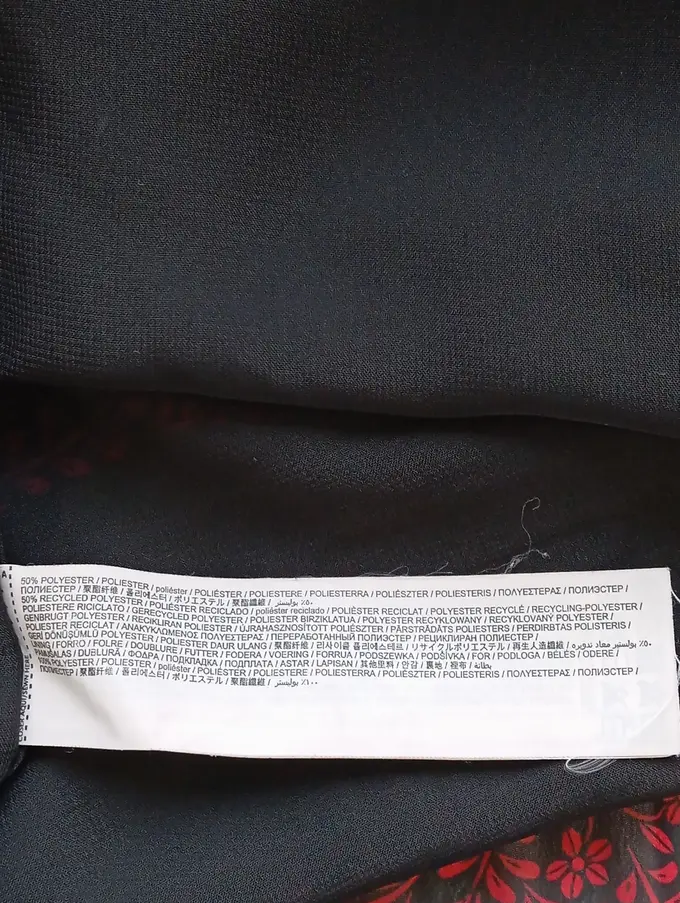 A
50% POLYESTER / POLIESTER / poliéster / POLIÉSTER / POLIESTERE / POLIESTERRA / POLIÉSZTER / POLIESTERIS / ΠΟΛΥΕΣΤΕΡΑΣ / ПОЛИЭСТЕР /
ПОЛИЕСТЕР / 聚酯纤维 / 폴리에스터 / ポリエステル / 聚酯纖維 / بوليستر ٪٥٠
50% RECYCLED POLYESTER / POLIÉSTER RECICLADO / poliéster reciclado / POLIÈSTER RECICLAT / POLYESTER RECYCLÉ / RECYCLING-POLYESTER /
POLIESTERE RICICLATO / GERECYCLED POLYESTER / POLIESTER BIRZIKLATUA / POLYESTER RECYKLOWANY / RECYKLOVANÝ POLYESTER /
GENBRUGT POLYESTER / RECIKLIRAN POLIESTER / ÚJRAHASZNOSÍTOTT POLIÉSZTER / PĀRSTRĀDĀTS POLIESTERS / PERDIRBTAS POLISTERIS /
POLIESTER RECICLAT / ΑΝΑΚΥΚΛΩΜΕΝΟΣ ΠΟΛΥΕΣΤΕΡΑΣ / ПЕРЕРАБОТАННЫЙ ПОЛИЭСТЕР / РЕЦИКЛИРАН ПОЛИЕСТЕР /
GERİ DÖNÜŞÜMLÜ POLYESTER / POLIESTER DAUR ULANG / 聚酯纤维 / 리사이클 폴리에스테르 / リサイクルポリエステル / 再生人造纖維 / بوليستر معاد تدويره ٪٥٠
LINING / FORRO / FOLRE / DOUBLURE / FUTTER / FODERA / VOERING / FORRUA / PODSZEWKA / PODŠÍVKA / FOR / PODLOGA / BÉLÉS / ODERE /
PAMUŠALAS / DUBLURĂ / ΦΟΔΡΑ / ПОДКЛАДКА / ПОДПЛАТА / ASTAR / LAPISAN / 其他里料 / 안감 / 裏地 / 裡布 / بطانة
100% POLYESTER / POLIESTER / poliéster / POLIÈSTER / POLIESTERE / POLIESTERRA / POLIÉSZTER / POLIESTERIS / ΠΟΛΥΕΣΤΕΡΑΣ / ПОЛИЭСТЕР /
ПОЛИЕСТЕР / 聚酯纤维 / 폴리에스터 / ポリエステル / 聚酯纖維 / بوليستر ٪١٠٠